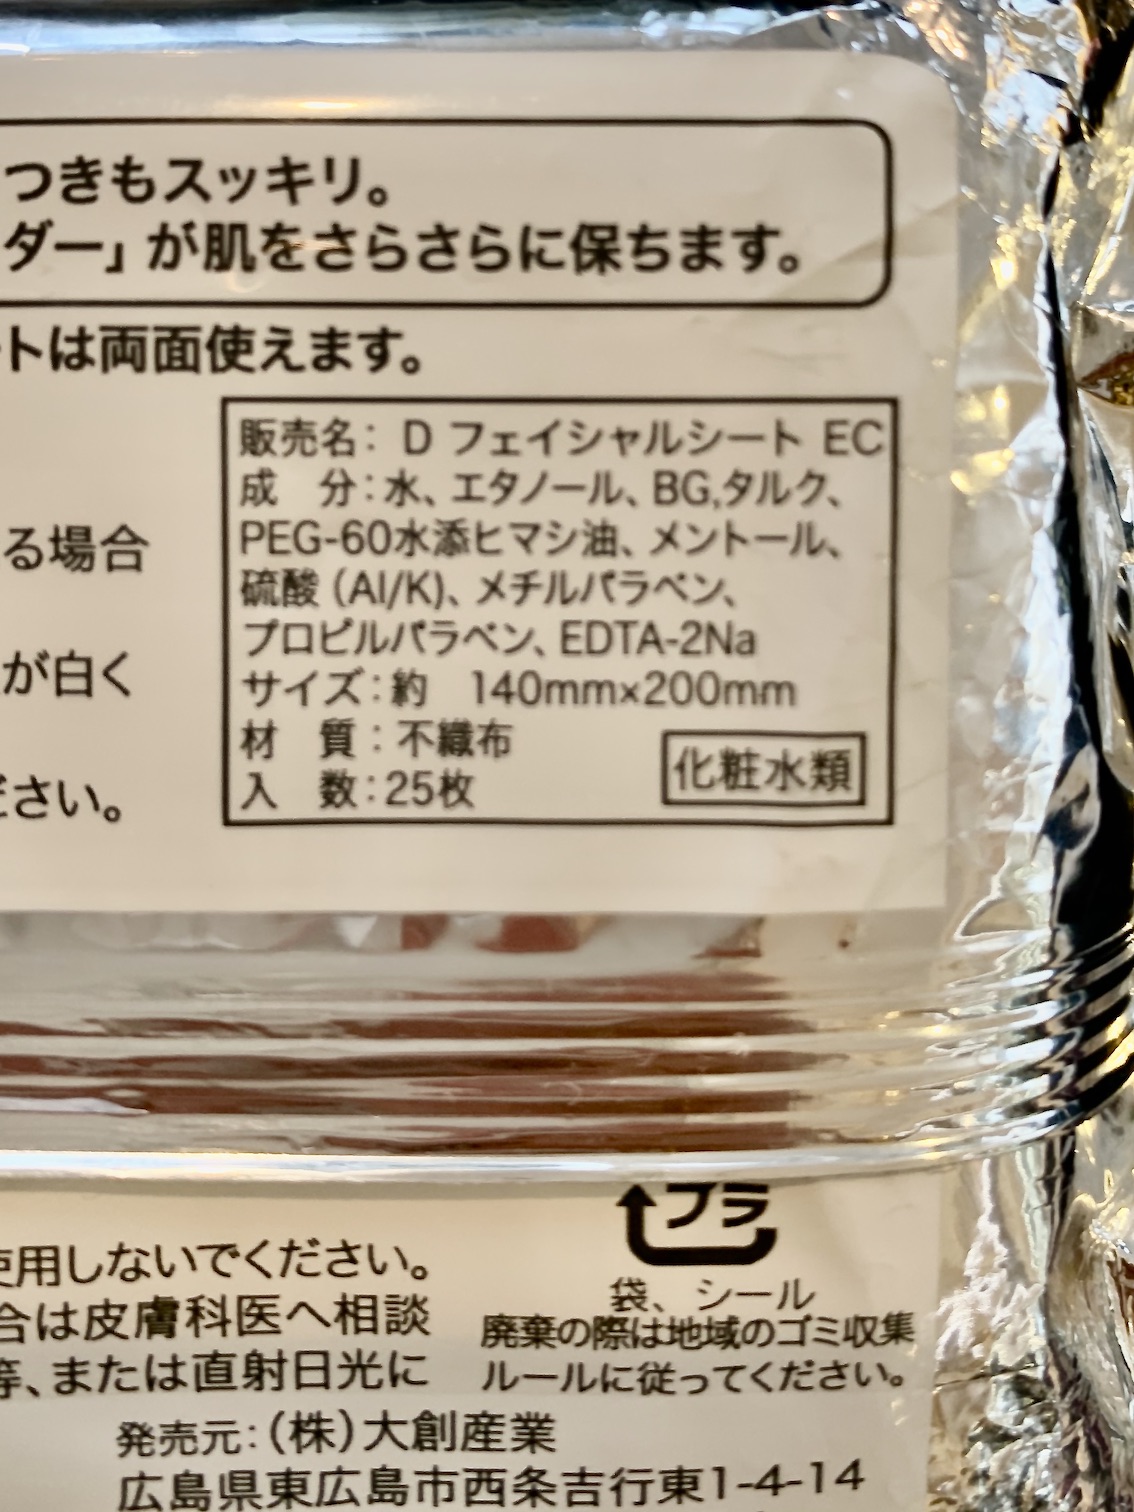 つきもスッキリ。
ダー」が肌をさらさらに保ちます。
トは両面使えます。
る場合
が白く
ださい。
販売名：D フェイシャルシート EC
成　分：水、エタノール、BG,タルク、
PEG-60水添ヒマシ油、メントール、
硫酸（Al/K)、メチルパラベン、
プロピルパラベン、EDTA-2Na
サイズ：約　140mm×200mm
材　質：不織布
入　数：25枚
化粧水類
使用しないでください。
合は皮膚科医へ相談
等、または直射日光に
プラ
袋、シール
廃棄の際は地域のゴミ収集
ルールに従ってください。
発売元：（株）大創産業
広島県東広島市西条吉行東1-4-14